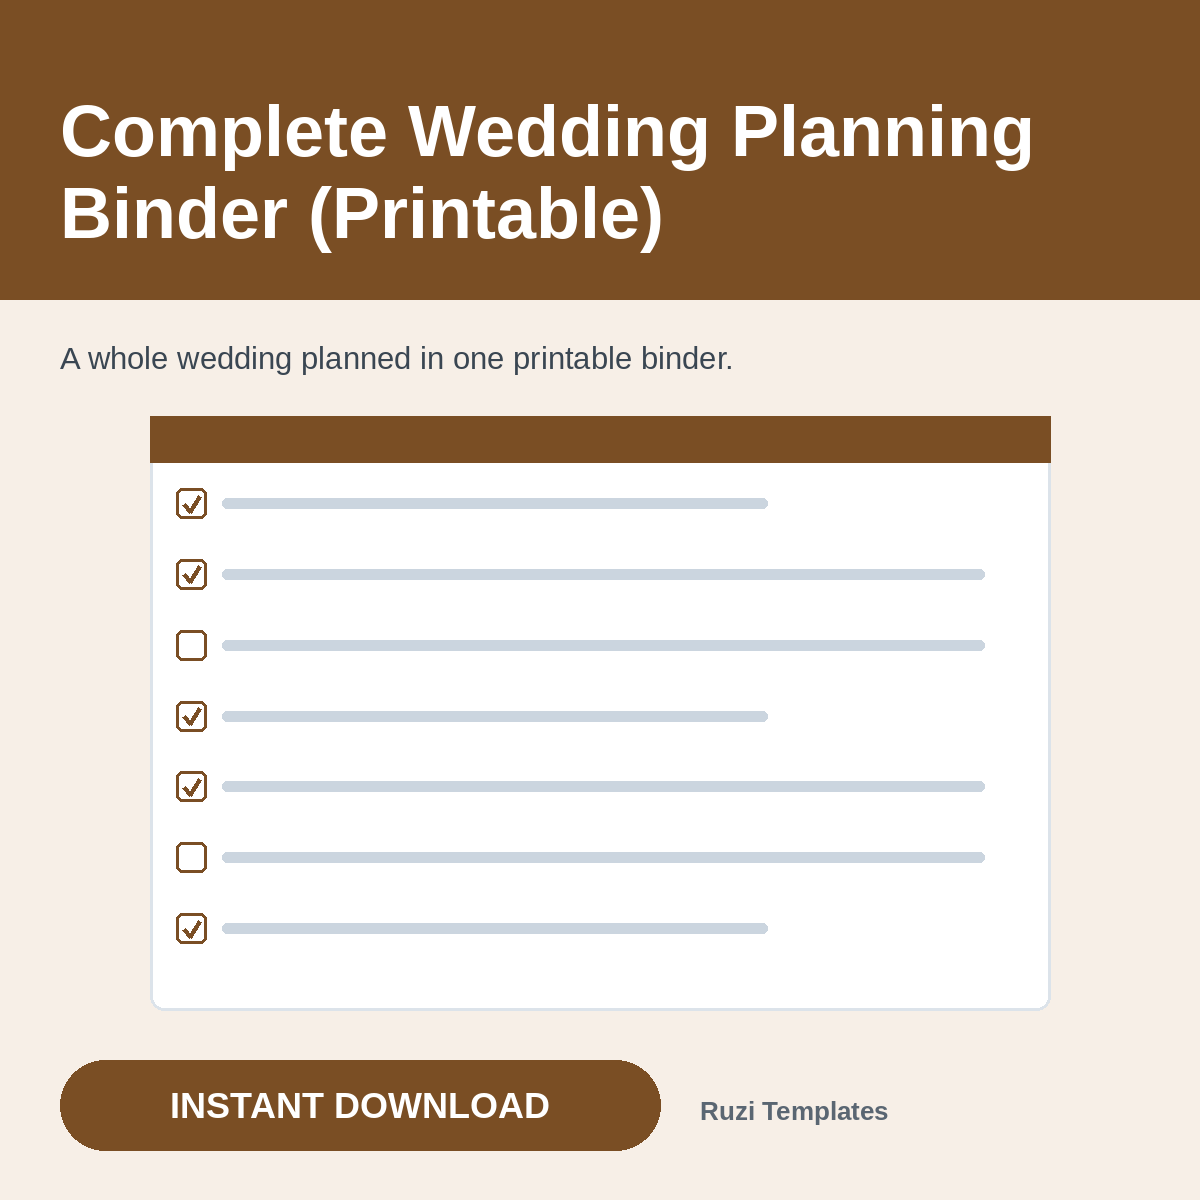 Complete Wedding Planning
Binder (Printable)
A whole wedding planned in one printable binder.
INSTANT DOWNLOAD
Ruzi Templates